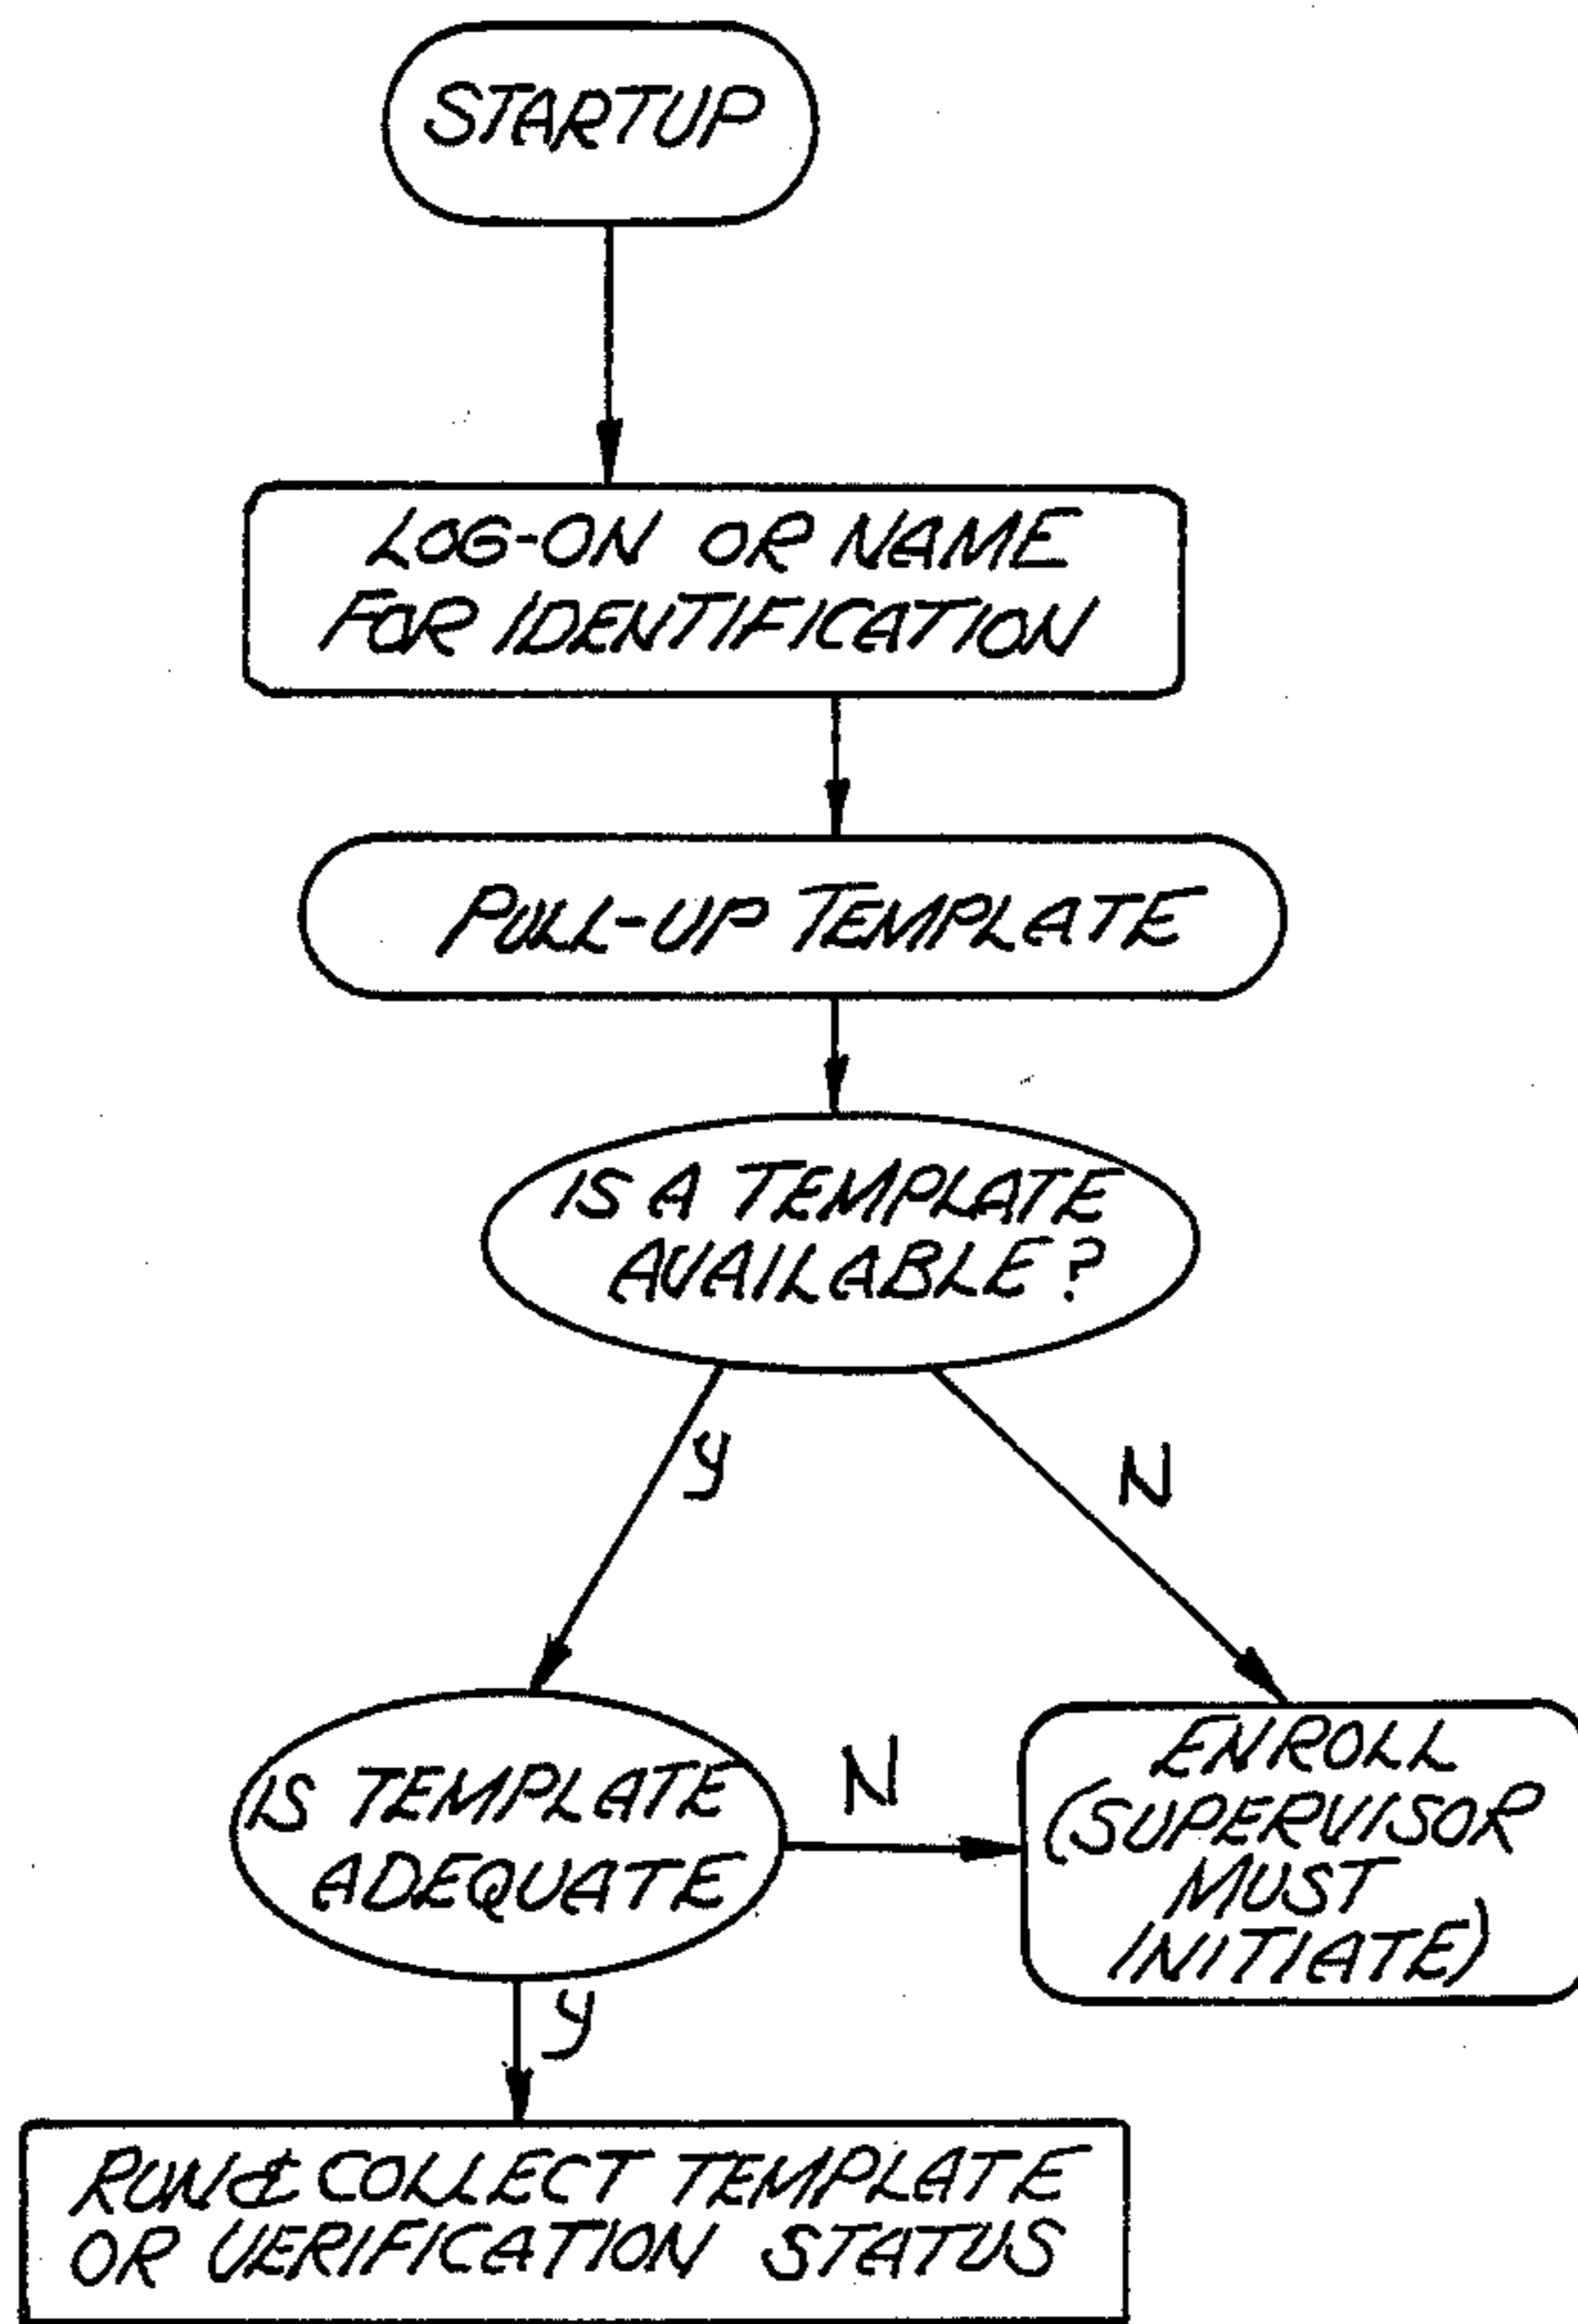 STARTUP
LOG-ON OR NAME
FOR IDENTIFICATION
PULL-UP TEMPLATE
IS A TEMPLATE
AVAILABLE?
Y
N
IS TEMPLATE
ADEQUATE
N
ENROLL
(SUPERVISOR
MUST
INITIATE)
Y
RUN & COLLECT TEMPLATE
OR VERIFICATION STATUS